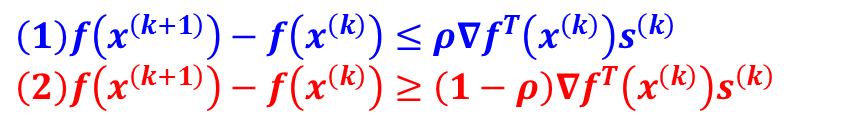 (1)f(x^{(k+1)}) − f(x^{(k)}) ≤ ρ∇f^T(x^{(k)})s^{(k)}
(2)f(x^{(k+1)}) − f(x^{(k)}) ≥ (1 − ρ)∇f^T(x^{(k)})s^{(k)}